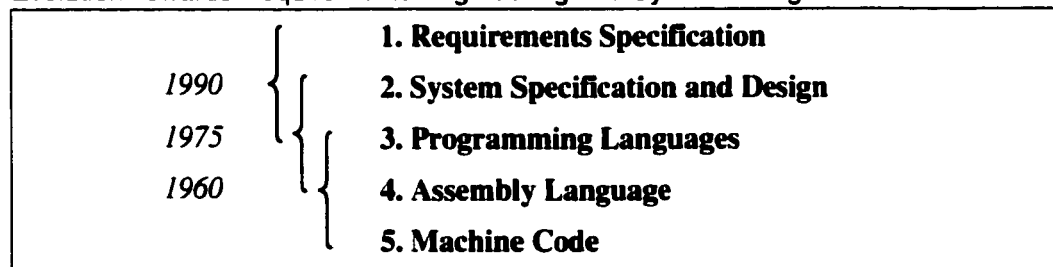 1. Requirements Specification
1990 2. System Specification and Design
1975 3. Programming Languages
1960 4. Assembly Language
5. Machine Code